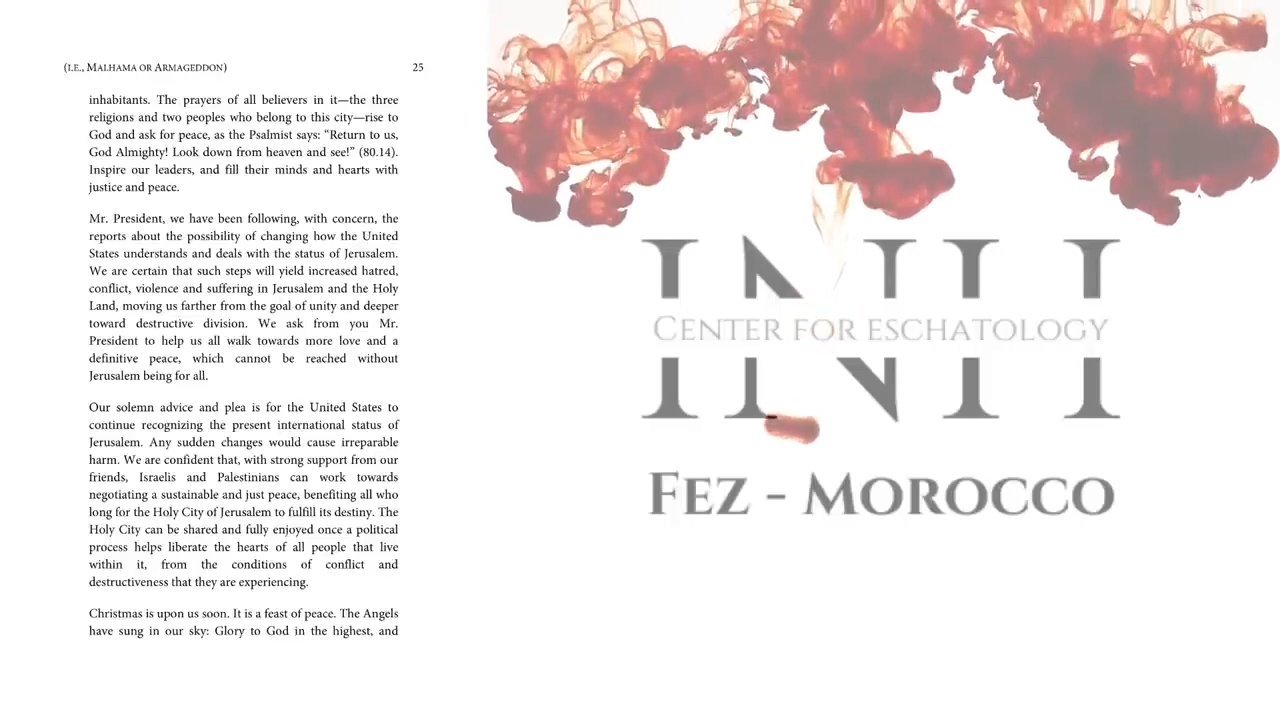 (I.E., MALHAMA OR ARMAGEDDON) 25
inhabitants. The prayers of all believers in it—the three
religions and two peoples who belong to this city—rise to
God and ask for peace, as the Psalmist says: “Return to us,
God Almighty! Look down from heaven and see!” (80.14).
Inspire our leaders, and fill their minds and hearts with
justice and peace.
Mr. President, we have been following, with concern, the
reports about the possibility of changing how the United
States understands and deals with the status of Jerusalem.
We are certain that such steps will yield increased hatred,
conflict, violence and suffering in Jerusalem and the Holy
Land, moving us farther from the goal of unity and deeper
toward destructive division. We ask from you Mr.
President to help us all walk towards more love and a
definitive peace, which cannot be reached without
Jerusalem being for all.
Our solemn advice and plea is for the United States to
continue recognizing the present international status of
Jerusalem. Any sudden changes would cause irreparable
harm. We are confident that, with strong support from our
friends, Israelis and Palestinians can work towards
negotiating a sustainable and just peace, benefiting all who
long for the Holy City of Jerusalem to fulfill its destiny. The
Holy City can be shared and fully enjoyed once a political
process helps liberate the hearts of all people that live
within it, from the conditions of conflict and
destructiveness that they are experiencing.
Christmas is upon us soon. It is a feast of peace. The Angels
have sung in our sky: Glory to God in the highest, and
INH
CENTER FOR ESCHATOLOGY
FEZ - MOROCCO